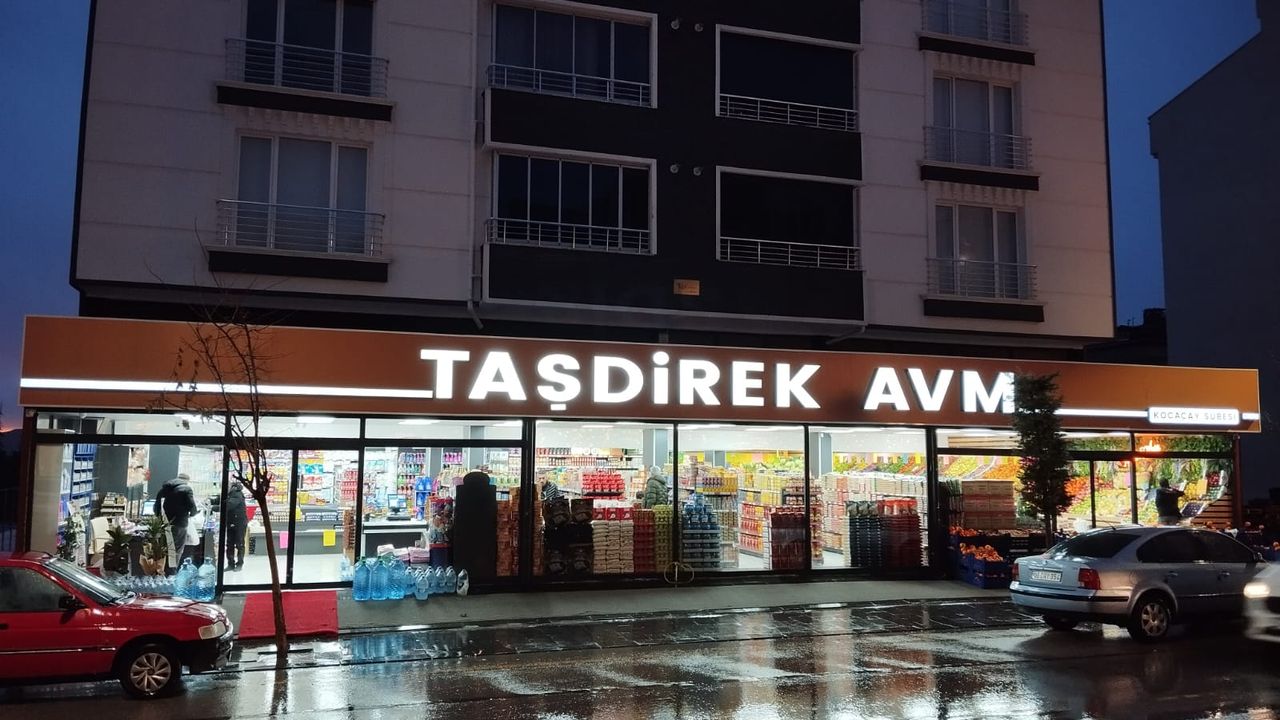 TAŞDİREK AVM
KOCAÇAY ŞUBESİ